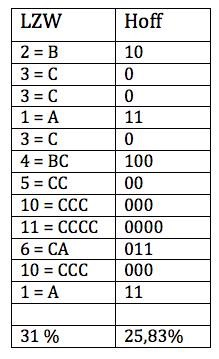 LZW Hoff
2 = B 10
3 = C 0
3 = C 0
1 = A 11
3 = C 0
4 = BC 100
5 = CC 00
10 = CCC 000
11 = CCCC 0000
6 = CA 011
10 = CCC 000
1 = A 11
31 % 25,83%